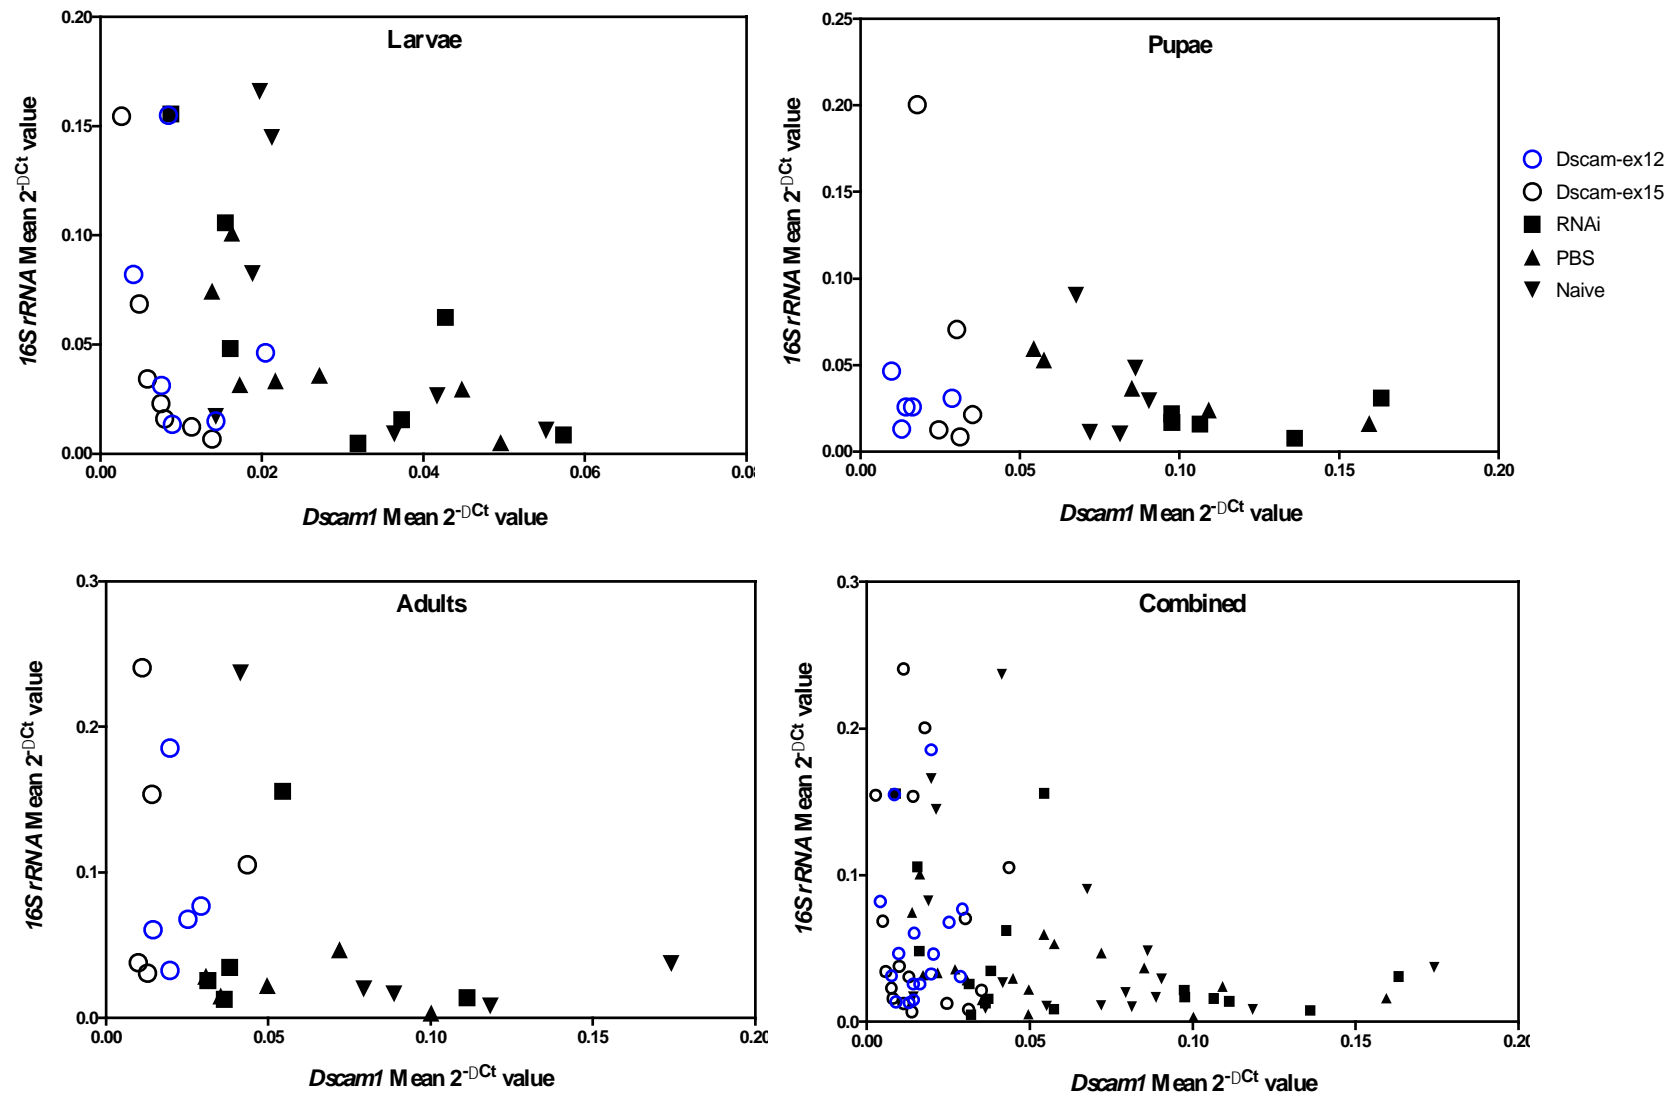 Larvae
0.20
0.15
0.10
0.05
0.00
0.00 0.02 0.04 0.06 0.08
16S rRNA Mean 2-DCt value
Dscam1 Mean 2-DCt value
Pupae
0.25
0.20
0.15
0.10
0.05
0.00
0.00 0.05 0.10 0.15 0.20
16S rRNA Mean 2-DCt value
Dscam1 Mean 2-DCt value
Dscam-ex12
Dscam-ex15
RNAi
PBS
Naive
Adults
0.3
0.2
0.1
0.0
0.00 0.05 0.10 0.15 0.20
16S rRNA Mean 2-DCt value
Dscam1 Mean 2-DCt value
Combined
0.3
0.2
0.1
0.0
0.00 0.05 0.10 0.15 0.20
16S rRNA Mean 2-DCt value
Dscam1 Mean 2-DCt value